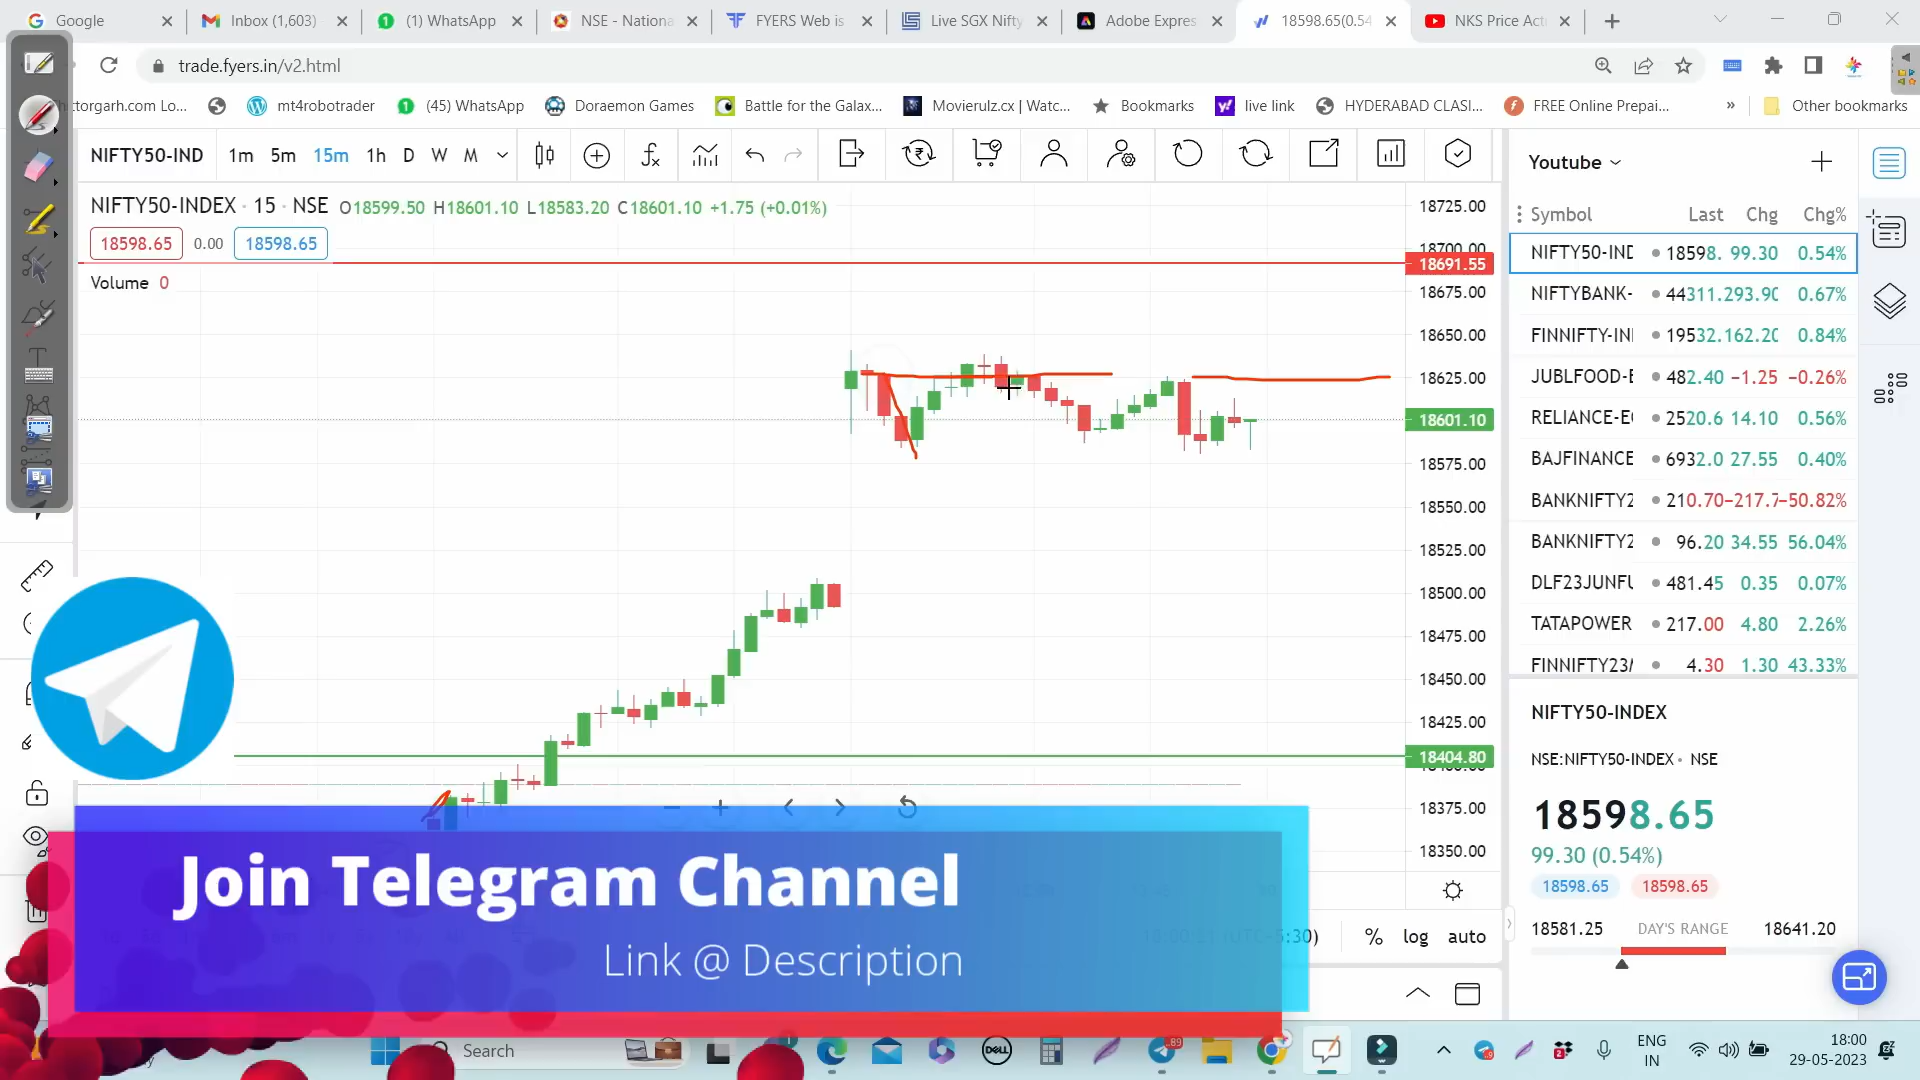 Google
Inbox (1,603)
(1) WhatsApp
NSE - Nationa
FYERS Web is
Live SGX Nifty
Adobe Expres
18598.65(0.54
NKS Price Act
trade.fyers.in/v2.html
hittorgarh.com Lo...
mt4robotrader
(45) WhatsApp
Doraemon Games
Battle for the Galax...
Movierulz.cx | Watc...
Bookmarks
live link
HYDERABAD CLASI...
FREE Online Prepai...
»
Other bookmarks
NIFTY50-IND 1m 5m 15m 1h D W M
NIFTY50-INDEX · 15 · NSE O18599.50 H18601.10 L18583.20 C18601.10 +1.75 (+0.01%)
18598.65 0.00 18598.65
Volume 0
18725.00
18700.00
18691.55
18675.00
18650.00
18625.00
18601.10
18575.00
18550.00
18525.00
18500.00
18475.00
18450.00
18425.00
18404.80
18375.00
18350.00
Youtube
Symbol Last Chg Chg%
NIFTY50-IND 18598. 99.30 0.54%
NIFTYBANK- 44311.293.90 0.67%
FINNIFTY-INI 19532.162.20 0.84%
JUBLFOOD-E 482.40 −1.25 −0.26%
RELIANCE-EQ 2520.6 14.10 0.56%
BAJFINANCE 6932.0 27.55 0.40%
BANKNIFTY2 210.70−217.7−50.82%
BANKNIFTY2 96.20 34.55 56.04%
DLF23JUNFU 481.45 0.35 0.07%
TATAPOWER 217.00 4.80 2.26%
FINNIFTY23M 4.30 1.30 43.33%
NIFTY50-INDEX
NSE:NIFTY50-INDEX • NSE
18598.65
99.30 (0.54%)
18598.65 18598.65
18581.25 DAY'S RANGE 18641.20
Join Telegram Channel
Link @ Description
% log auto
Search
DELL
89
ENG
IN
18:00
29-05-2023